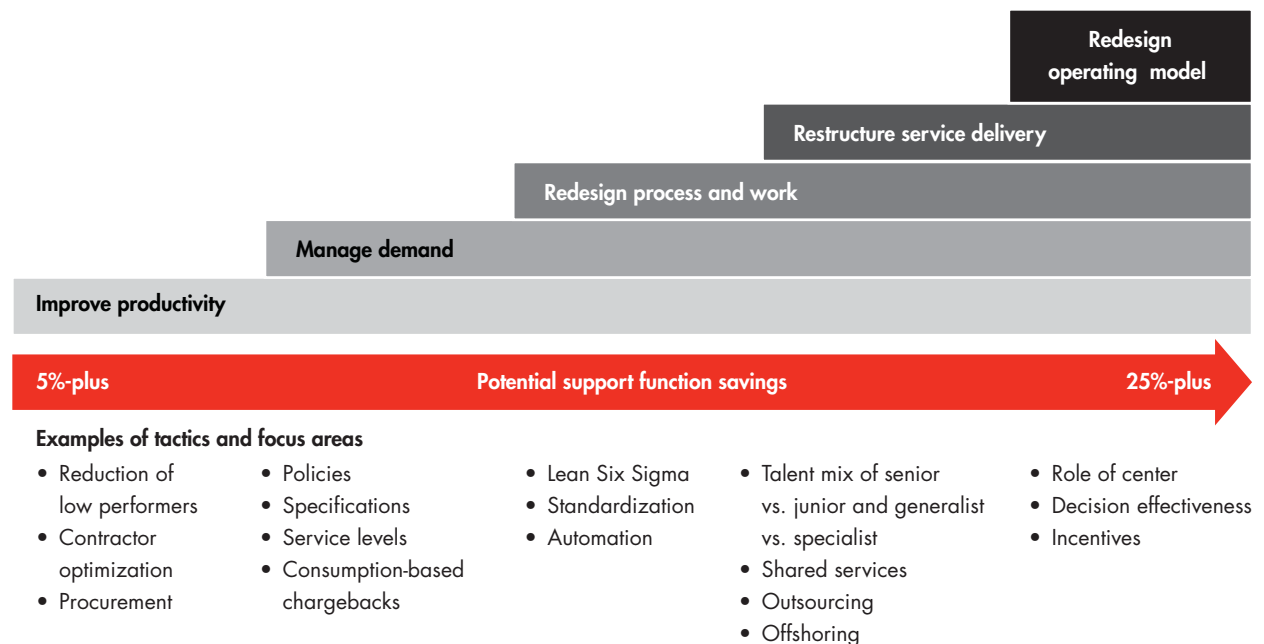 Redesign
operating model
Restructure service delivery
Redesign process and work
Manage demand
Improve productivity
5%-plus Potential support function savings 25%-plus
Examples of tactics and focus areas
• Reduction of
low performers
• Contractor
optimization
• Procurement
• Policies
• Specifications
• Service levels
• Consumption-based
chargebacks
• Lean Six Sigma
• Standardization
• Automation
• Talent mix of senior
vs. junior and generalist
vs. specialist
• Shared services
• Outsourcing
• Offshoring
• Role of center
• Decision effectiveness
• Incentives